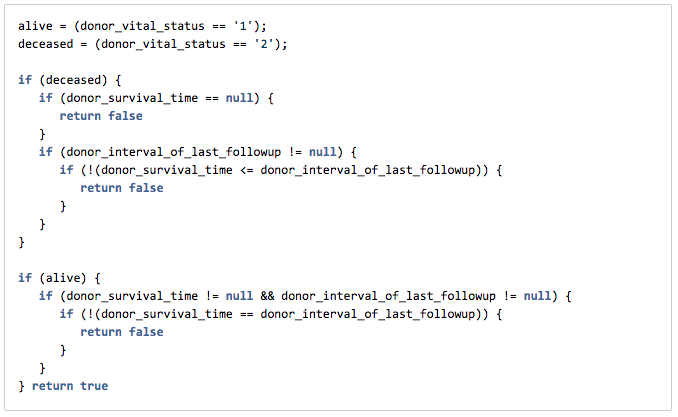 alive = (donor_vital_status == '1');
deceased = (donor_vital_status == '2');

if (deceased) {
   if (donor_survival_time == null) {
      return false
   }
   if (donor_interval_of_last_followup != null) {
      if (!(donor_survival_time <= donor_interval_of_last_followup)) {
         return false
      }
   }
}

if (alive) {
   if (donor_survival_time != null && donor_interval_of_last_followup != null) {
      if (!(donor_survival_time == donor_interval_of_last_followup)) {
         return false
      }
   }
} return true